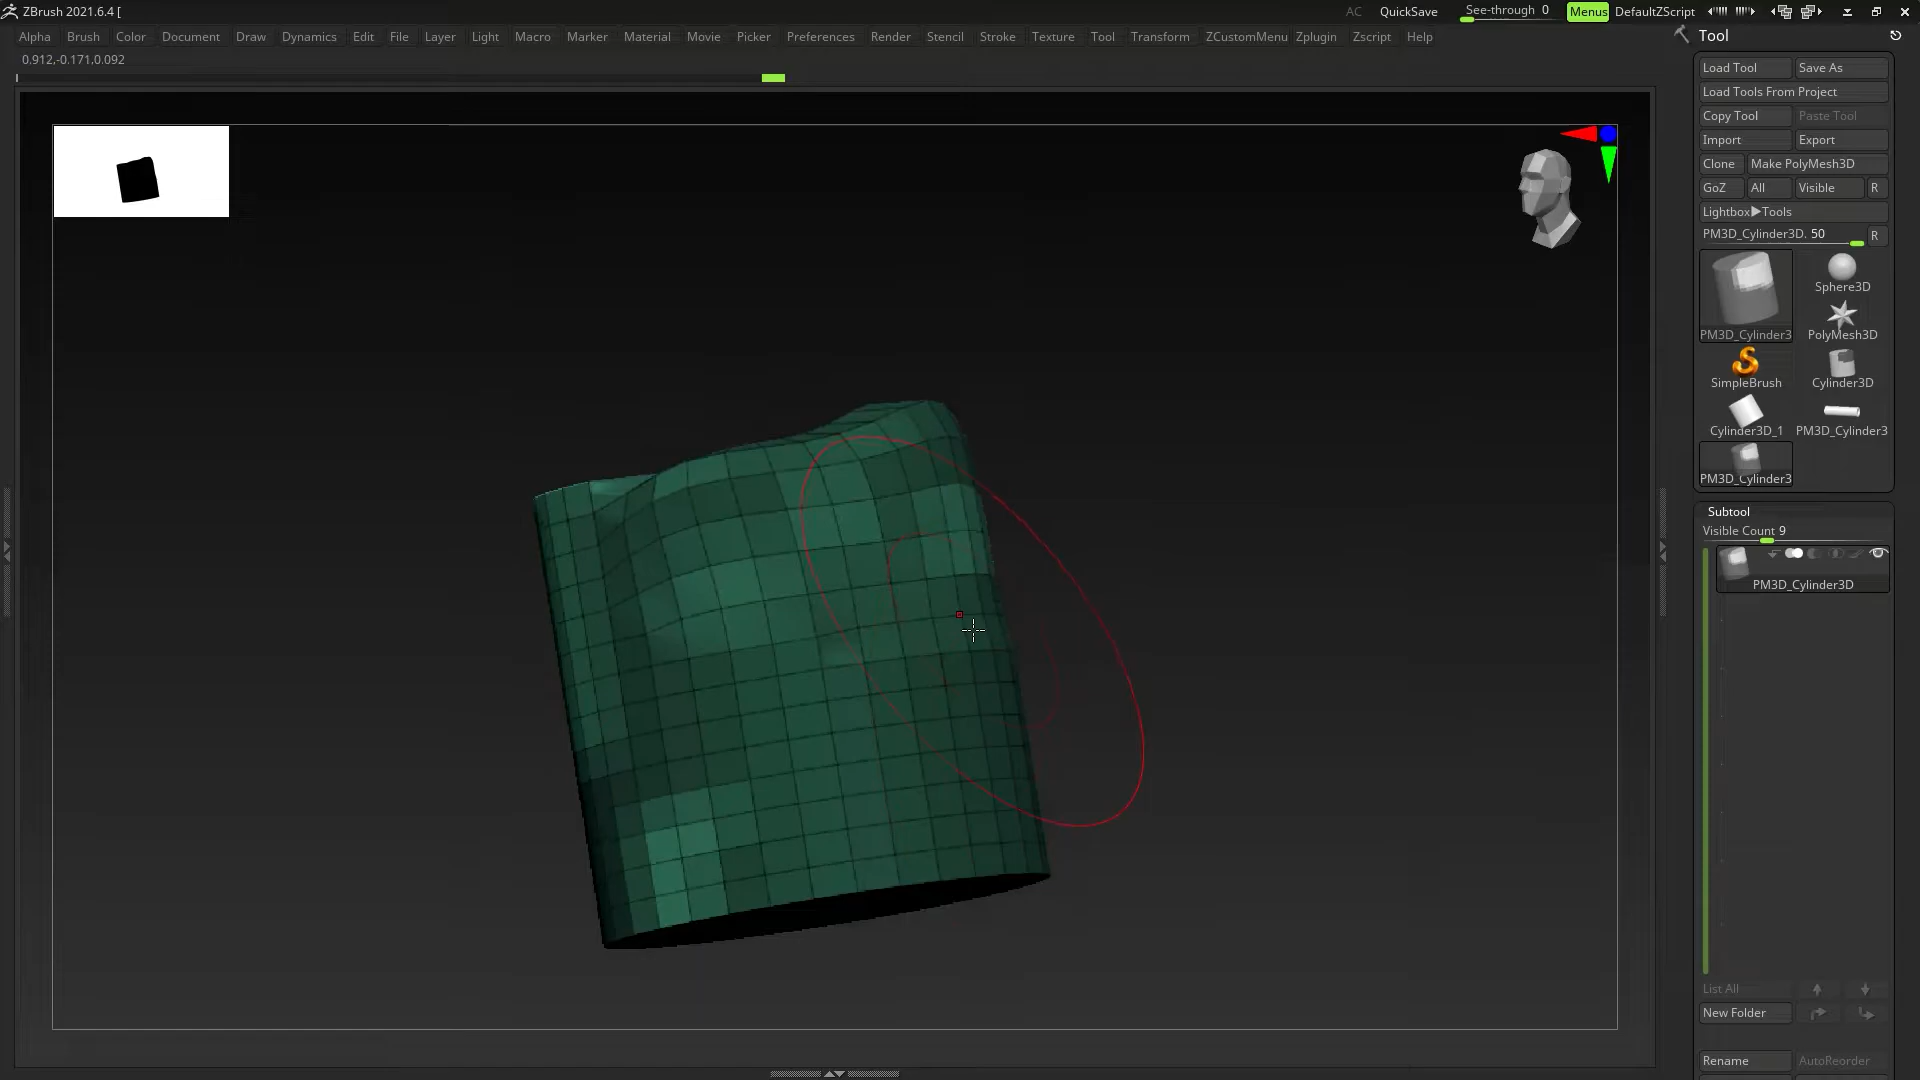 ZBrush 2021.6.4 [
AC QuickSave See-through 0 Menus DefaultZScript
Alpha Brush Color Document Draw Dynamics Edit File Layer Light Macro Marker Material Movie Picker Preferences Render Stencil Stroke Texture Tool Transform ZCustomMenu Zplugin Zscript Help
0.912,-0.171,0.092
Tool
Load Tool Save As
Load Tools From Project
Copy Tool Paste Tool
Import Export
Clone Make PolyMesh3D
GoZ All Visible R
Lightbox▶Tools
PM3D_Cylinder3D. 50 R
Sphere3D
PM3D_Cylinder3 PolyMesh3D
SimpleBrush Cylinder3D
Cylinder3D_1 PM3D_Cylinder3
PM3D_Cylinder3
Subtool
Visible Count 9
PM3D_Cylinder3D
List All
New Folder
Rename AutoReorder